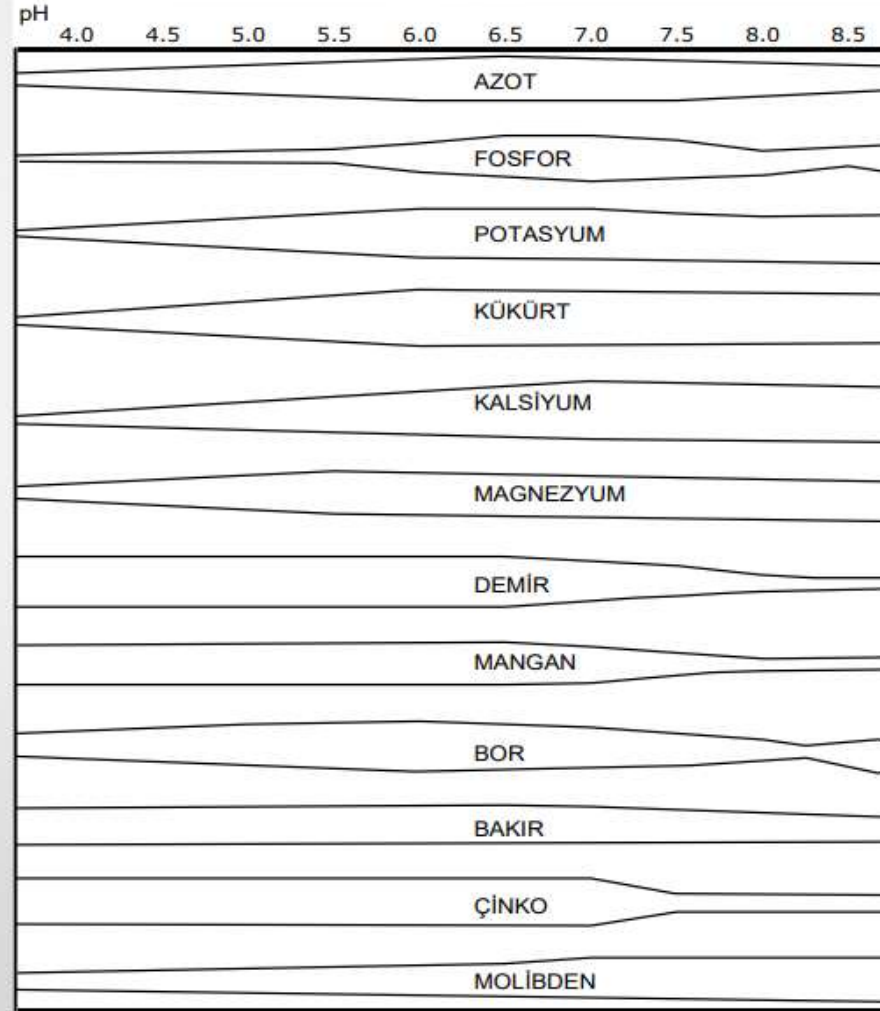 pH
4.0 4.5 5.0 5.5 6.0 6.5 7.0 7.5 8.0 8.5
AZOT
FOSFOR
POTASYUM
KÜKÜRT
KALSİYUM
MAGNEZYUM
DEMİR
MANGAN
BOR
BAKIR
ÇİNKO
MOLİBDEN